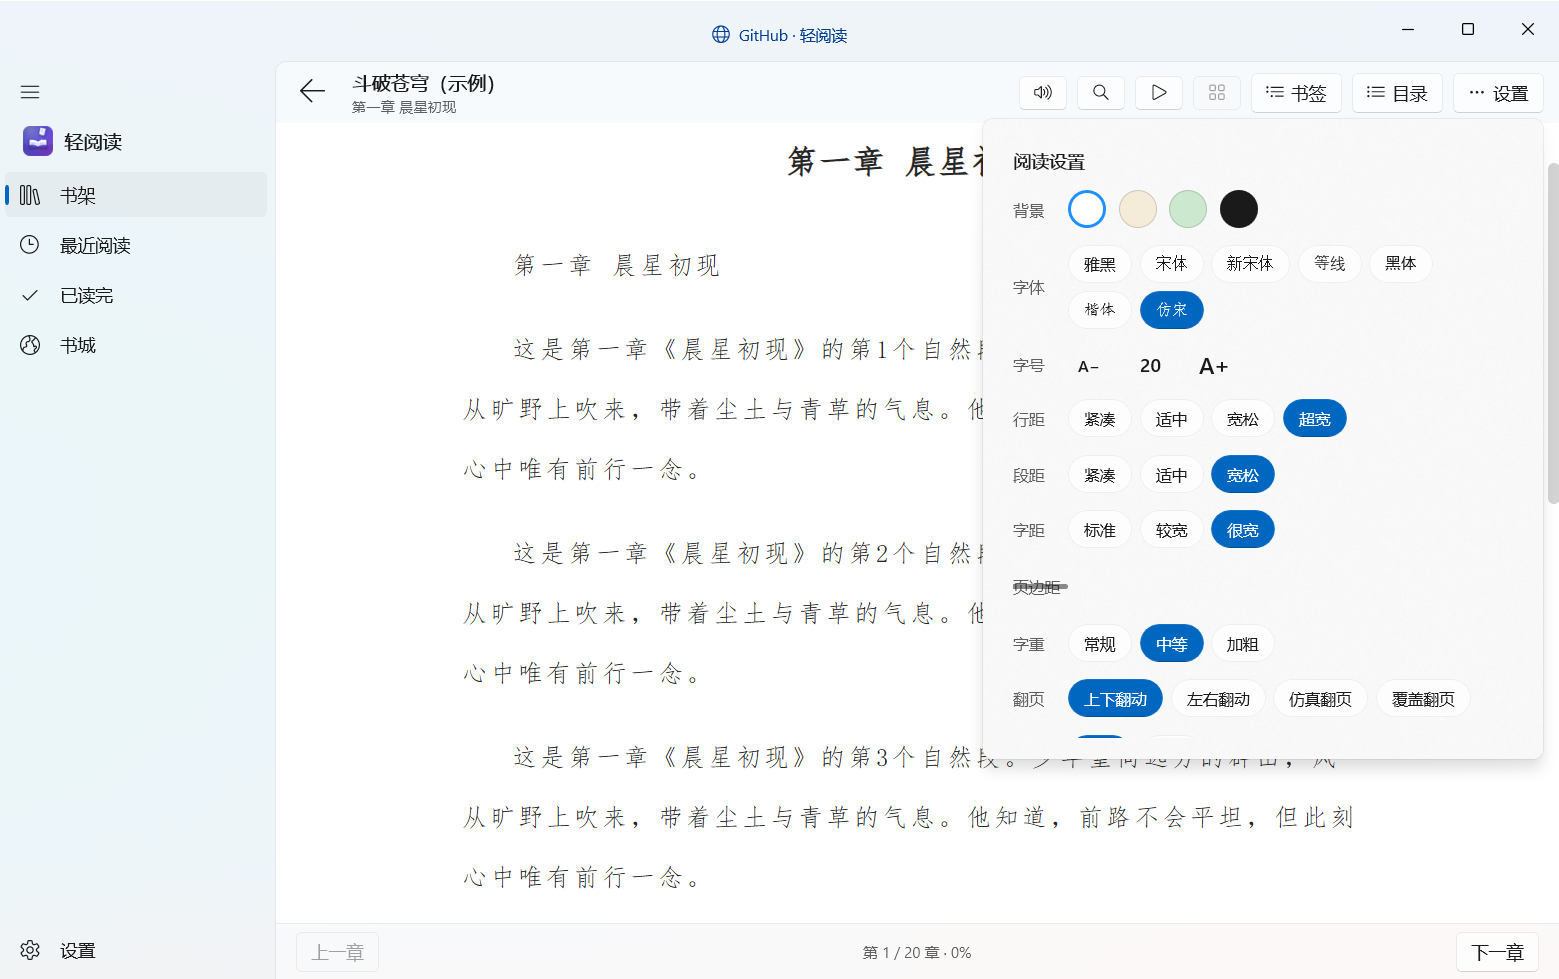 GitHub · 轻阅读
轻阅读
书架
最近阅读
已读完
书城
设置
斗破苍穹（示例）
第一章 晨星初现
书签
目录
设置
第一章 晨星
第一章 晨星初现
这是第一章《晨星初现》的第1个自然
从旷野上吹来，带着尘土与青草的气息。他
心中唯有前行一念。
这是第一章《晨星初现》的第2个自然
从旷野上吹来，带着尘土与青草的气息。他
心中唯有前行一念。
这是第一章《晨星初现》的第3个自然段。
从旷野上吹来，带着尘土与青草的气息。他知道，前路不会平坦，但此刻
心中唯有前行一念。
阅读设置
背景
字体
雅黑 宋体 新宋体 等线 黑体
楷体 仿宋
字号 A− 20 A+
行距 紧凑 适中 宽松 超宽
段距 紧凑 适中 宽松
字距 标准 较宽 很宽
页边距
字重 常规 中等 加粗
翻页 上下翻动 左右翻动 仿真翻页 覆盖翻页
上一章
第 1 / 20 章 · 0%
下一章